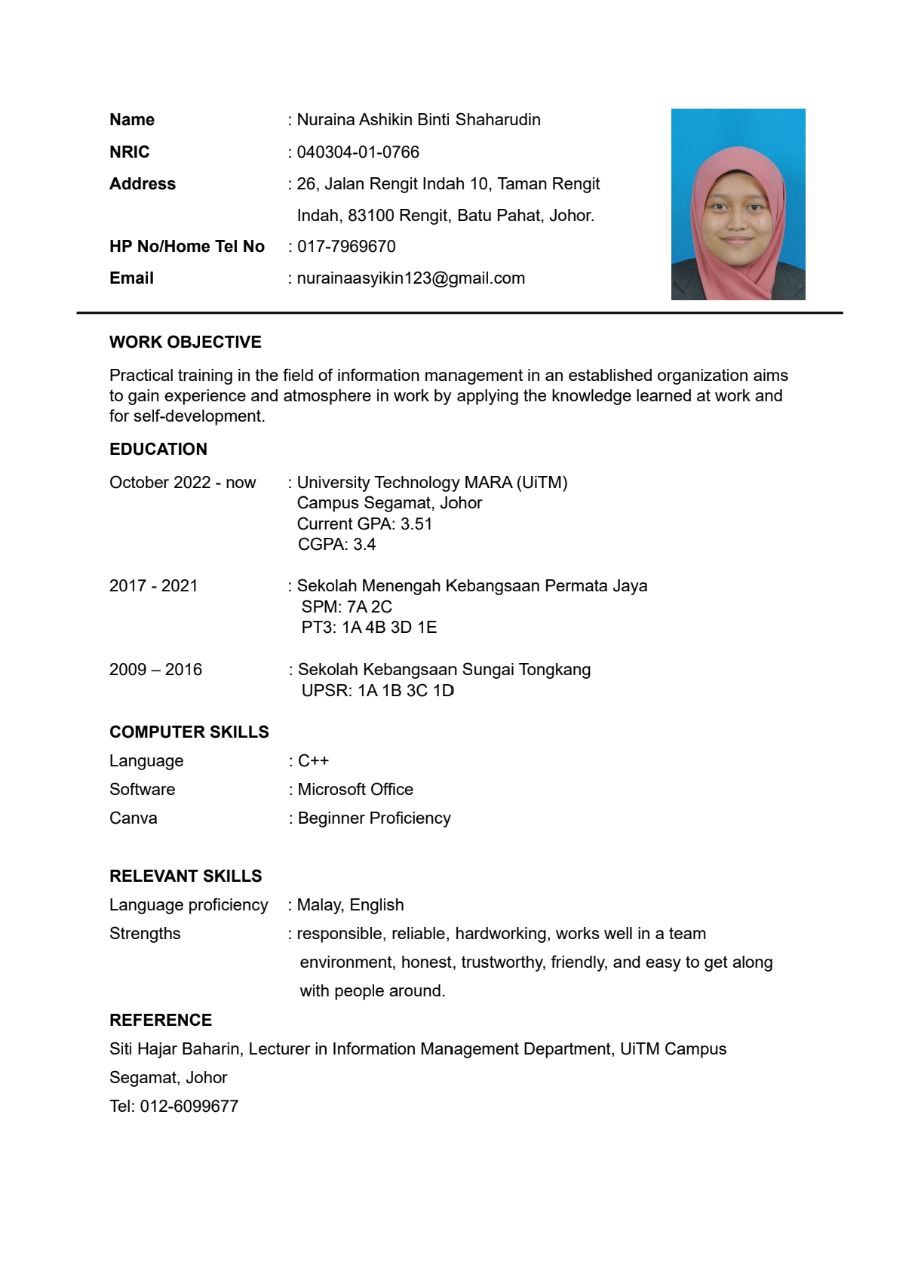 Name : Nuraina Ashikin Binti Shaharudin
NRIC : 040304-01-0766
Address : 26, Jalan Rengit Indah 10, Taman Rengit
Indah, 83100 Rengit, Batu Pahat, Johor.
HP No/Home Tel No : 017-7969670
Email : nurainaasyikin123@gmail.com
WORK OBJECTIVE
Practical training in the field of information management in an established organization aims
to gain experience and atmosphere in work by applying the knowledge learned at work and
for self-development.
EDUCATION
October 2022 - now : University Technology MARA (UiTM)
Campus Segamat, Johor
Current GPA: 3.51
CGPA: 3.4
2017 - 2021 : Sekolah Menengah Kebangsaan Permata Jaya
SPM: 7A 2C
PT3: 1A 4B 3D 1E
2009 – 2016 : Sekolah Kebangsaan Sungai Tongkang
UPSR: 1A 1B 3C 1D
COMPUTER SKILLS
Language : C++
Software : Microsoft Office
Canva : Beginner Proficiency
RELEVANT SKILLS
Language proficiency : Malay, English
Strengths : responsible, reliable, hardworking, works well in a team
environment, honest, trustworthy, friendly, and easy to get along
with people around.
REFERENCE
Siti Hajar Baharin, Lecturer in Information Management Department, UiTM Campus
Segamat, Johor
Tel: 012-6099677